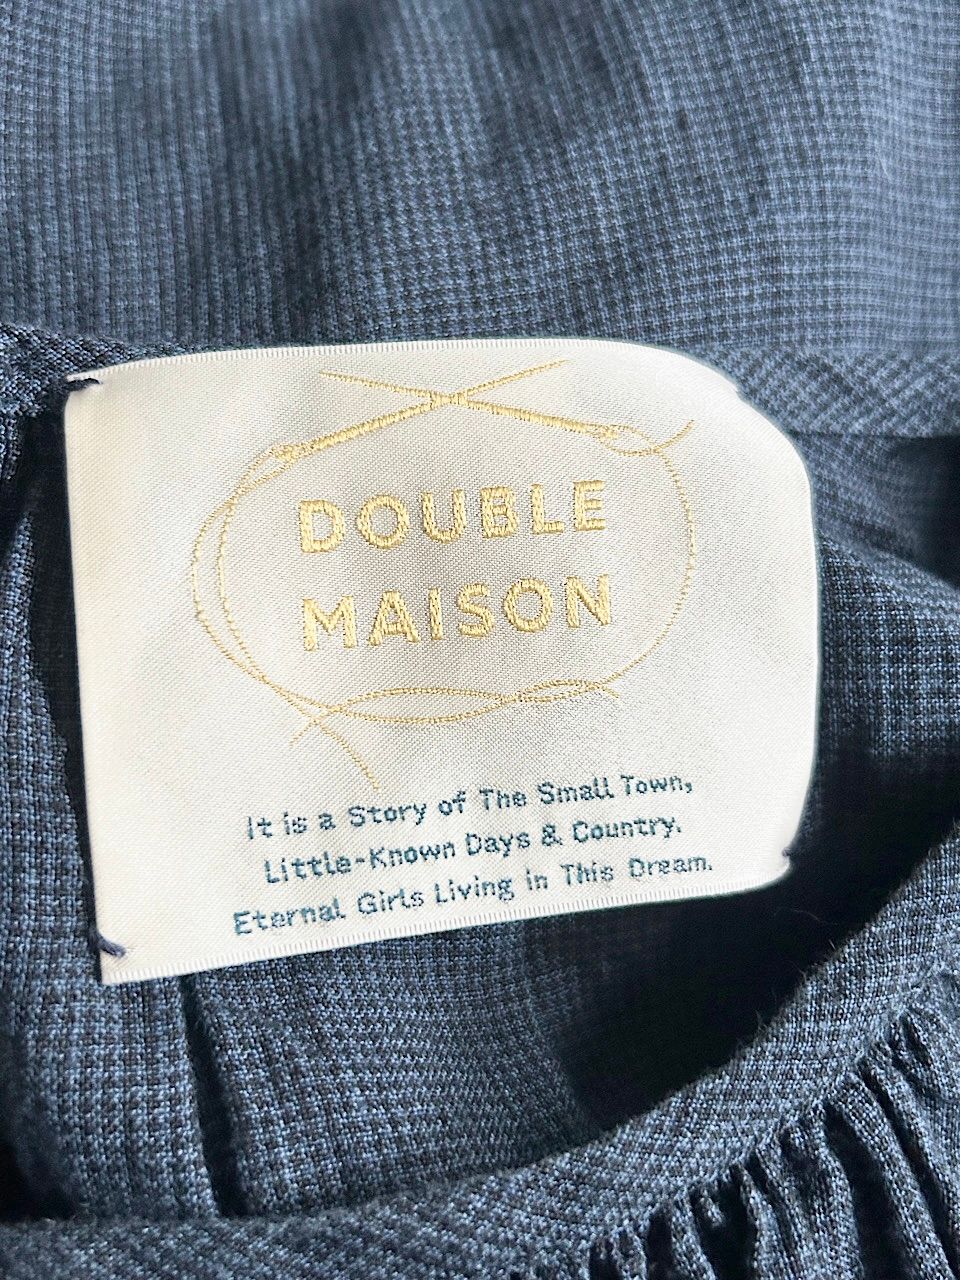 DOUBLE
MAISON
It is a Story of The Small Town,
Little-Known Days & Country.
Eternal Girls Living in This Dream.